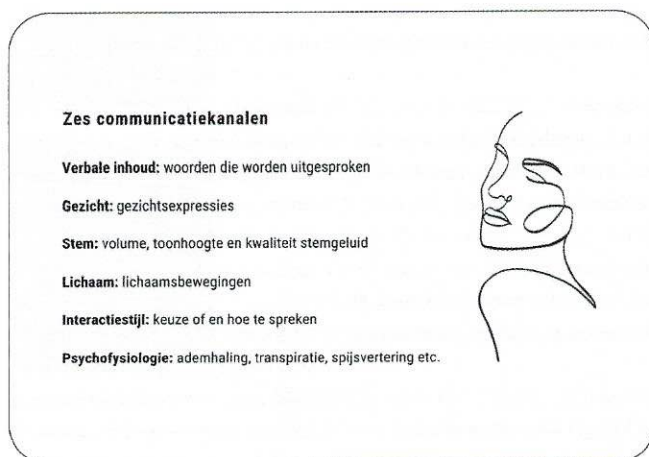 Zes communicatiekanalen
Verbale inhoud: woorden die worden uitgesproken
Gezicht: gezichtsexpressies
Stem: volume, toonhoogte en kwaliteit stemgeluid
Lichaam: lichaamsbewegingen
Interactiestijl: keuze of en hoe te spreken
Psychofysiologie: ademhaling, transpiratie, spijsvertering etc.